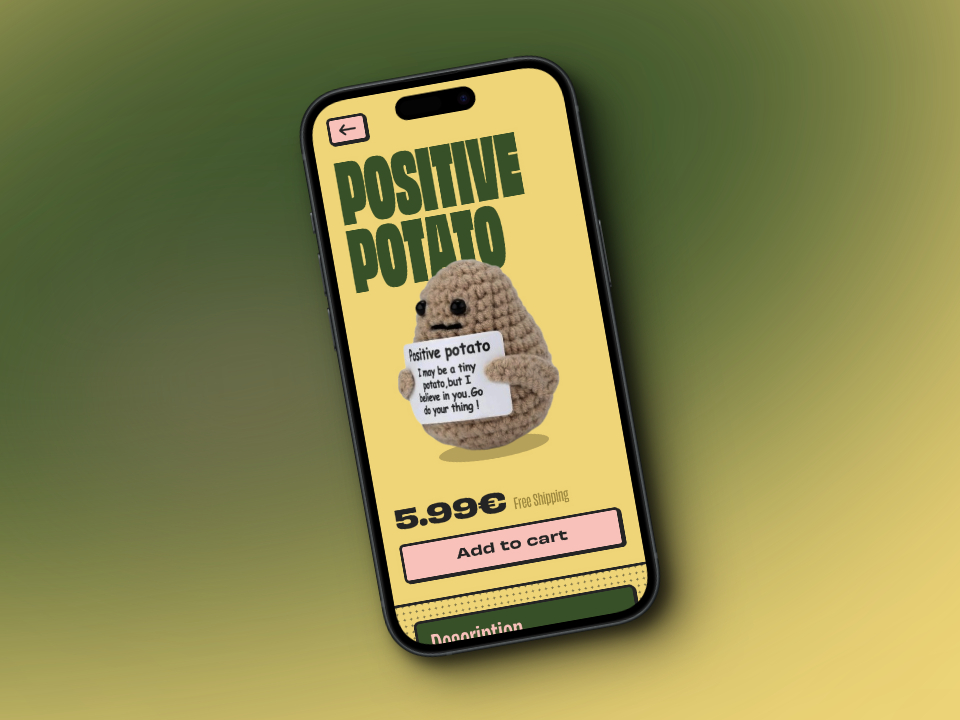 POSITIVE
POTATO
Positive potato
I may be a tiny
potato,but I
believe in you.Go
do your thing !
5.99€ Free Shipping
Add to cart
Description